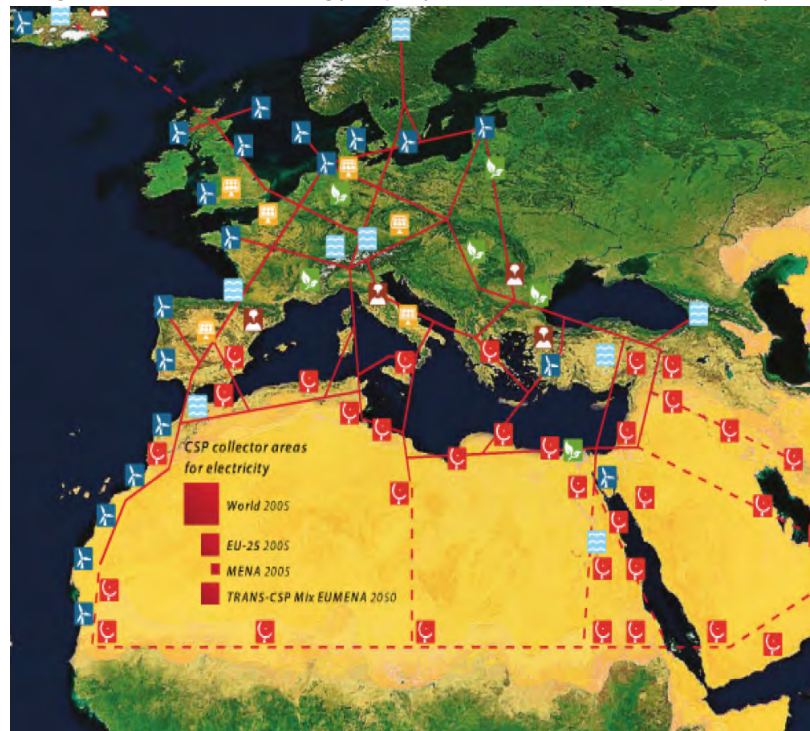 CSP collector areas
for electricity
World 2005
EU-25 2005
MENA 2005
TRANS-CSP Mix EUMENA 2050